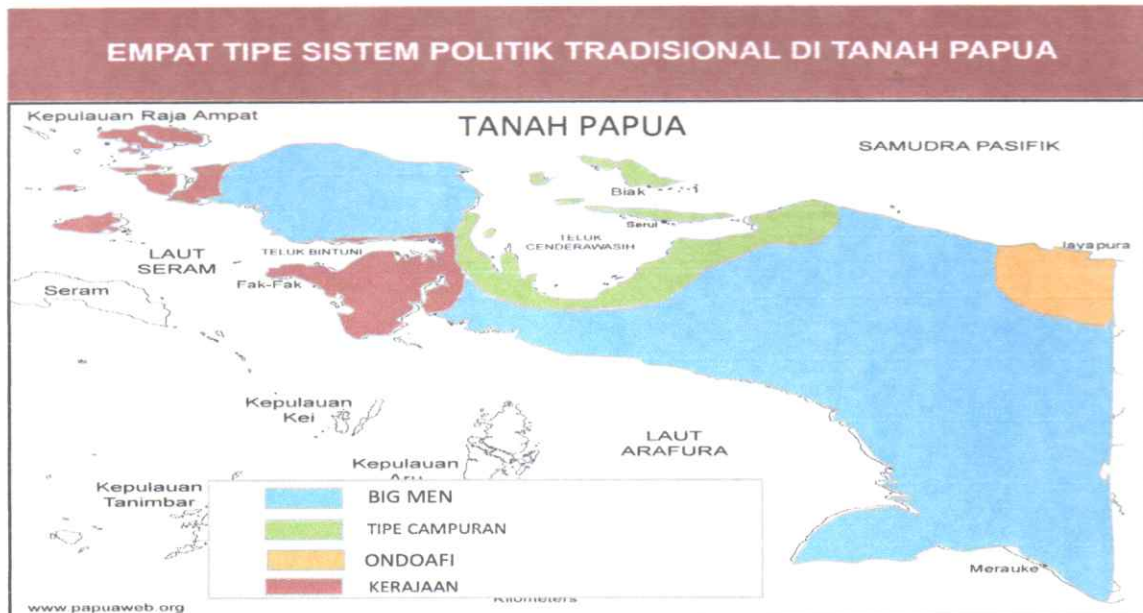 EMPAT TIPE SISTEM POLITIK TRADISIONAL DI TANAH PAPUA
Kepulauan Raja Ampat
TANAH PAPUA
SAMUDRA PASIFIK
Biak
Serui
TELUK
CENDERAWASIH
Jayapura
LAUT
SERAM
TELUK BINTUNI
Fak-Fak
Seram
Kepulauan
Kei
LAUT
ARAFURA
Kepulauan
Aru
Kepulauan
Tanimbar
BIG MEN
TIPE CAMPURAN
ONDOAFI
KERAJAAN
Merauke
Kilometers
www.papuaweb.org